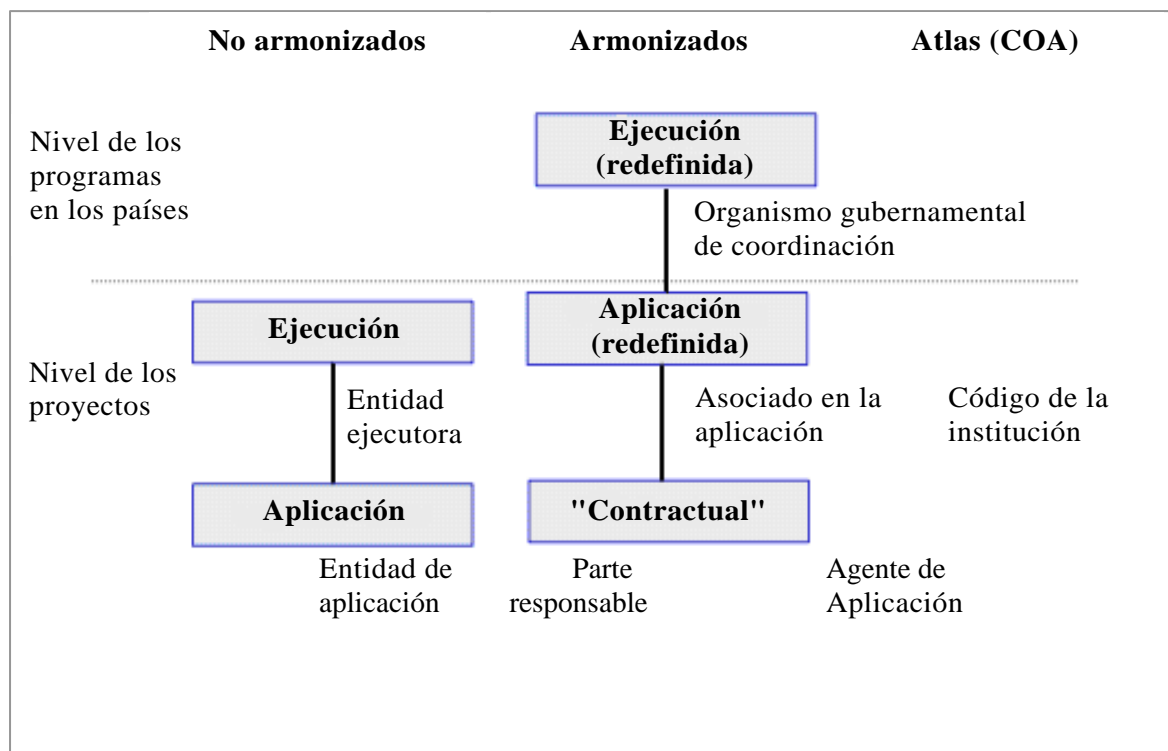 No armonizados Armonizados Atlas (COA)
Ejecución
(redefinida)
Nivel de los
programas
en los países
Organismo gubernamental
de coordinación
Ejecución
Aplicación
(redefinida)
Nivel de los
proyectos
Entidad
ejecutora
Asociado en la
aplicación
Código de la
institución
Aplicación
"Contractual"
Entidad de
aplicación
Parte
responsable
Agente de
Aplicación